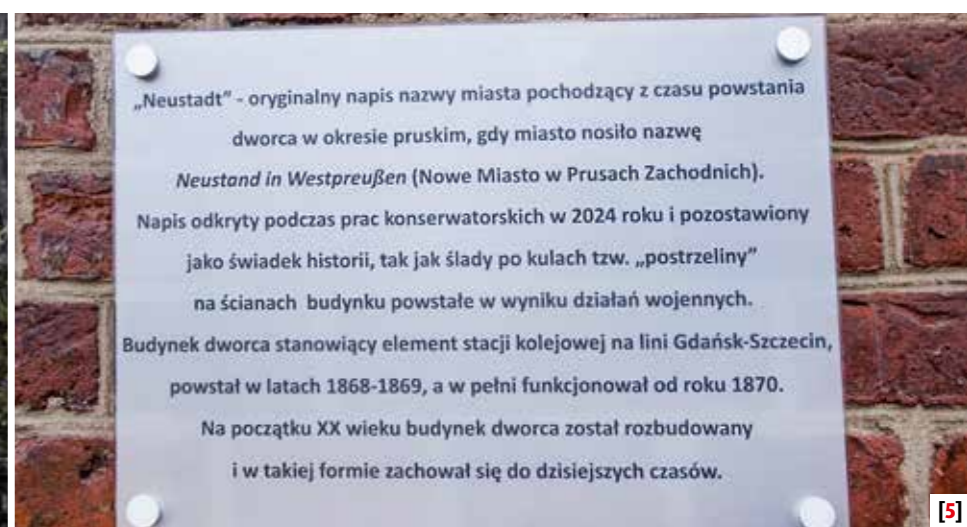 „Neustadt” - oryginalny napis nazwy miasta pochodzący z czasu powstania
dworca w okresie pruskim, gdy miasto nosiło nazwę
Neustand in Westpreußen (Nowe Miasto w Prusach Zachodnich).
Napis odkryty podczas prac konserwatorskich w 2024 roku i pozostawiony
jako świadek historii, tak jak ślady po kulach tzw. „postrzeliny”
na ścianach budynku powstałe w wyniku działań wojennych.
Budynek dworca stanowiący element stacji kolejowej na lini Gdańsk-Szczecin,
powstał w latach 1868-1869, a w pełni funkcjonował od roku 1870.
Na początku XX wieku budynek dworca został rozbudowany
i w takiej formie zachował się do dzisiejszych czasów.
[5]